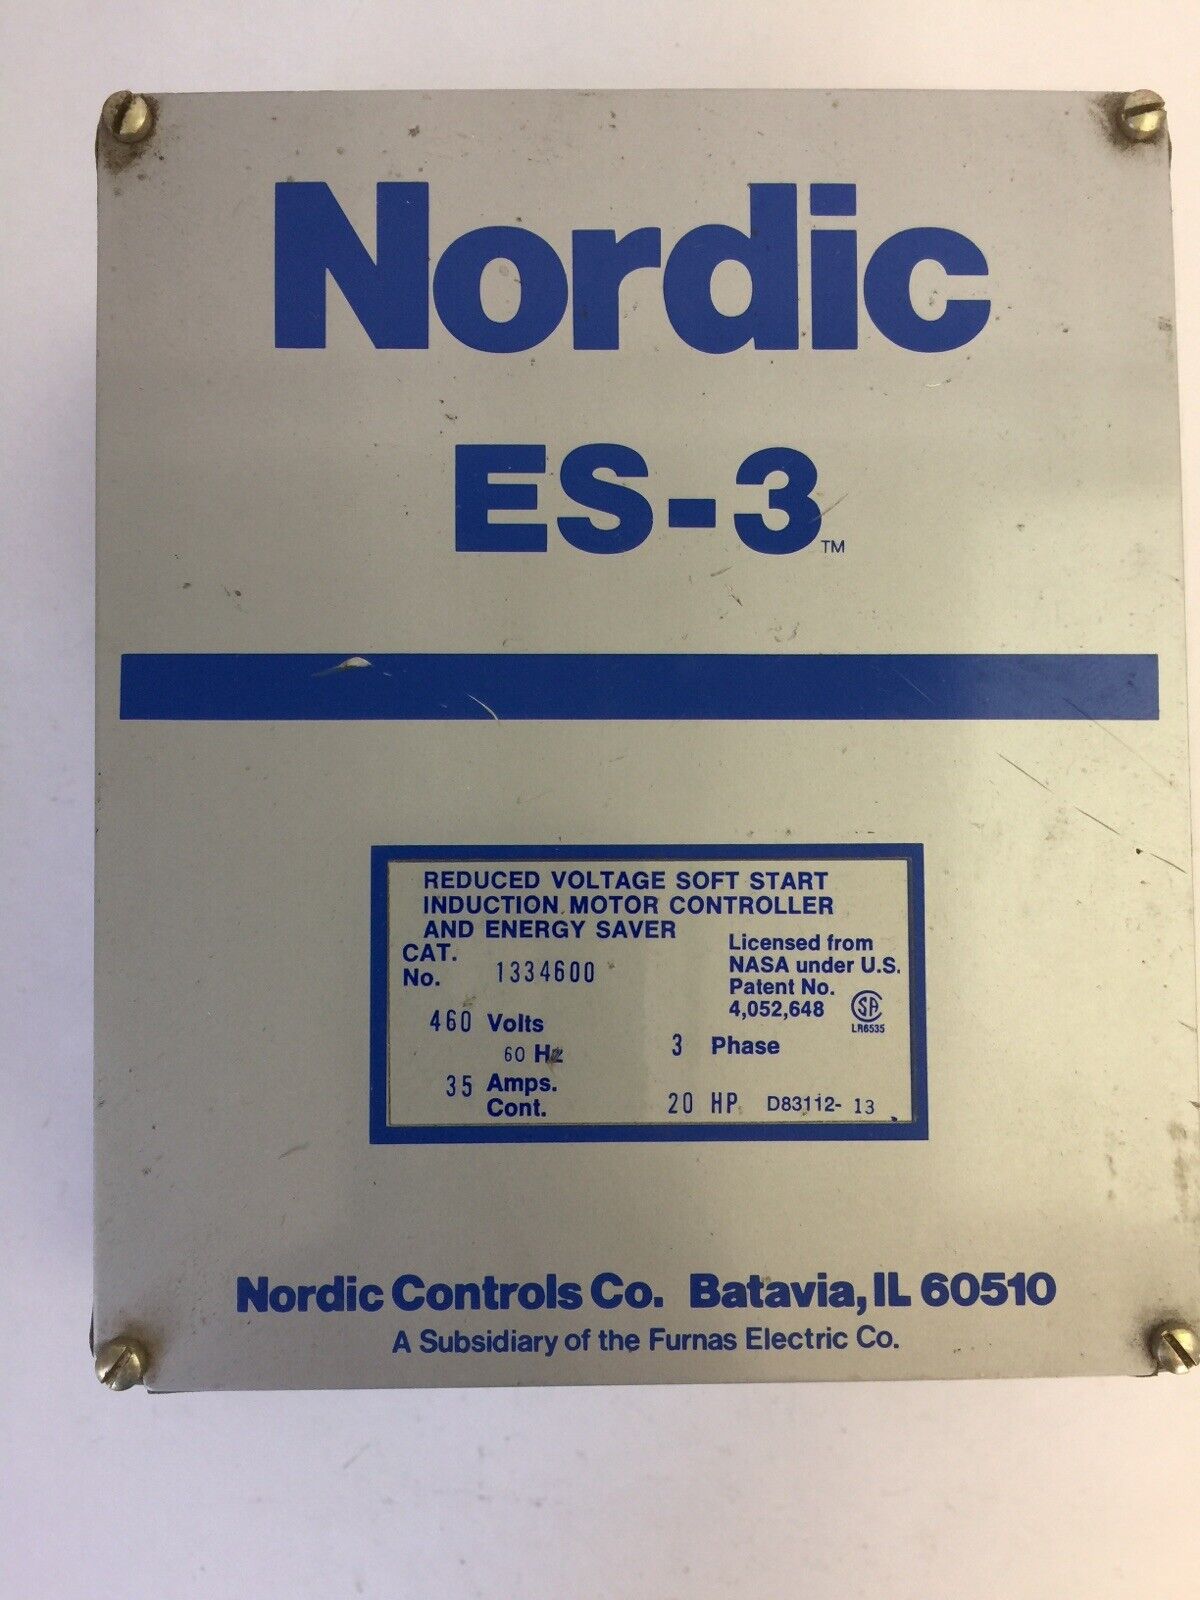 Nordic
ES-3™
REDUCED VOLTAGE SOFT START
INDUCTION MOTOR CONTROLLER
AND ENERGY SAVER
CAT.
No. 1334600
Licensed from
NASA under U.S.
Patent No.
4,052,648
SA
LR6535
460 Volts
60 Hz
3 Phase
35 Amps.
Cont.
20 HP D83112- 13
Nordic Controls Co. Batavia, IL 60510
A Subsidiary of the Furnas Electric Co.